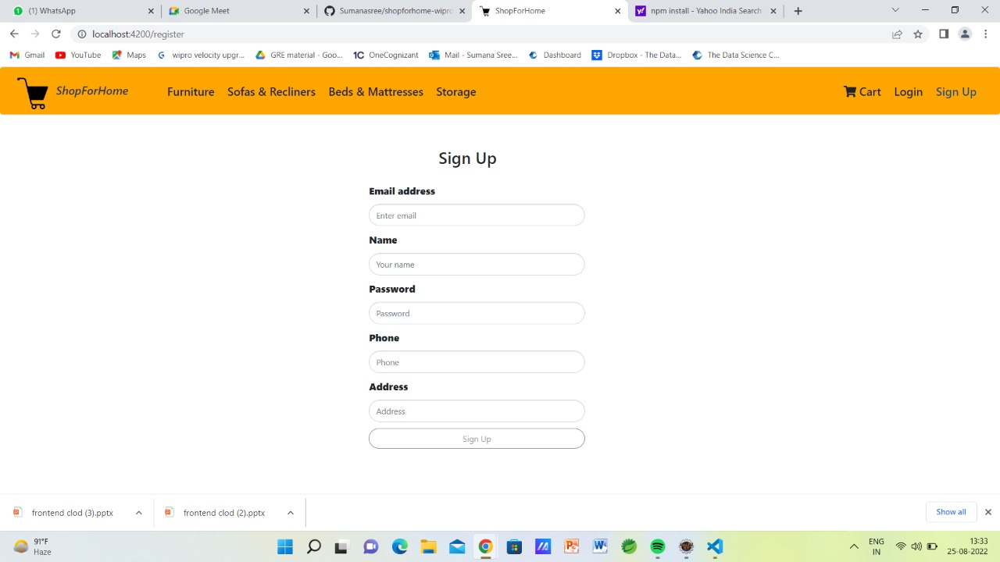 (1) WhatsApp
Google Meet
Sumanasree/shopforhome-wipro
ShopForHome
npm install - Yahoo India Search
localhost:4200/register
Gmail
YouTube
Maps
wipro velocity upgr...
GRE material - Goo...
1C OneCognizant
Mail - Sumana Sree...
Dashboard
Dropbox - The Data...
The Data Science C...
ShopForHome
Furniture
Sofas & Recliners
Beds & Mattresses
Storage
Cart
Login
Sign Up
Sign Up
Email address
Enter email
Name
Your name
Password
Password
Phone
Phone
Address
Address
Sign Up
frontend clod (3).pptx
frontend clod (2).pptx
Show all
91°F
Haze
ENG
IN
13:33
25-08-2022